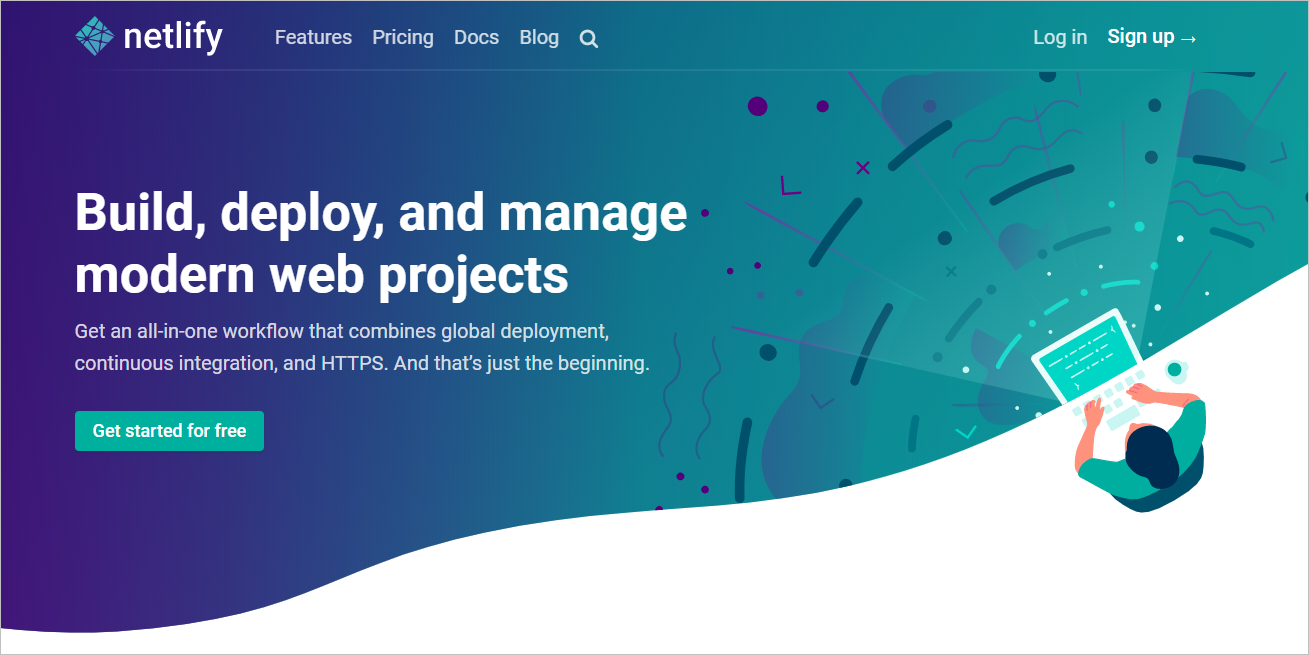 netlify
Features Pricing Docs Blog
Log in Sign up →
Build, deploy, and manage
modern web projects
Get an all-in-one workflow that combines global deployment,
continuous integration, and HTTPS. And that’s just the beginning.
Get started for free